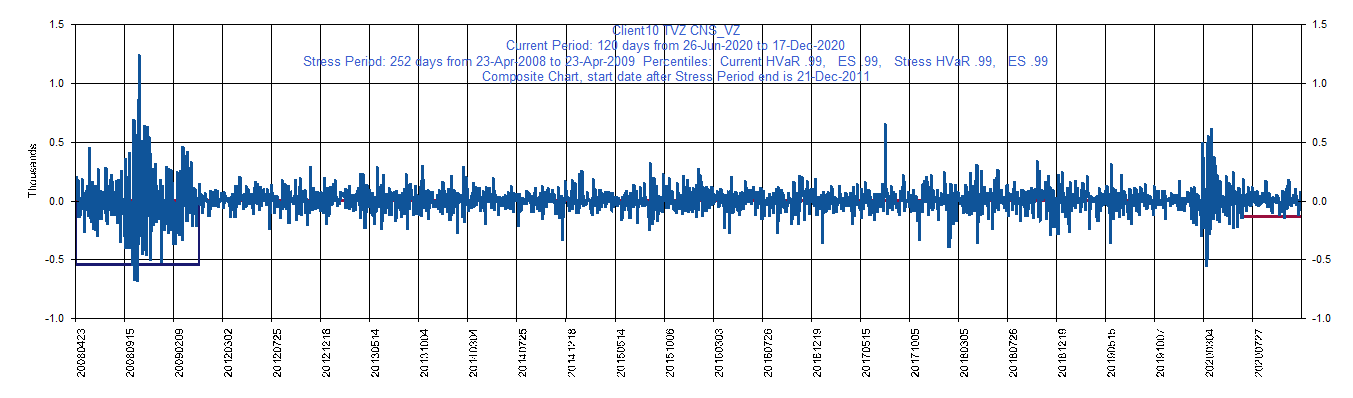 Client10 TVZ CNS_VZ
Current Period: 120 days from 26-Jun-2020 to 17-Dec-2020
Stress Period: 252 days from 23-Apr-2008 to 23-Apr-2009 Percentiles: Current HVaR .99, ES .99, Stress HVaR .99, ES .99
Composite Chart, start date after Stress Period end is 21-Dec-2011
1.5 1.5
1.0 1.0
0.5 0.5
0.0 0.0
-0.5 -0.5
-1.0 -1.0
Thousands
20080423 20080915 20090209 20120302 20120725 20121218 20130514 20131004 20140304 20140725 20141218 20150514 20151006 20160303 20160726 20161219 20170515 20171005 20180305 20180726 20181219 20190515 20191007 20200304 20200727